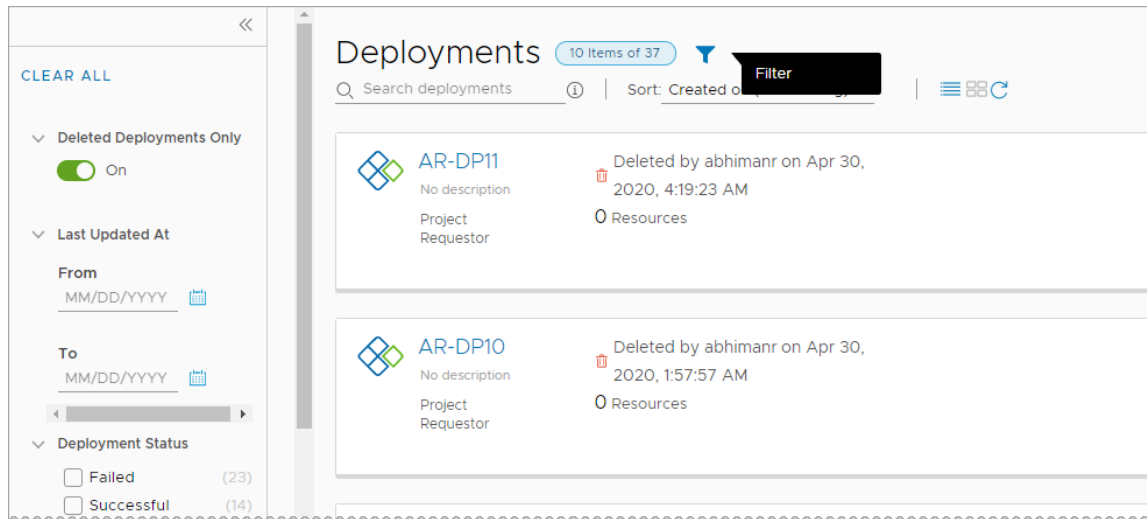 CLEAR ALL
Deleted Deployments Only
On
Last Updated At
From
MM/DD/YYYY
To
MM/DD/YYYY
Deployment Status
Failed (23)
Successful (14)
Deployments 10 Items of 37
Filter
Search deployments Sort: Created
AR-DP11
No description
Project
Requestor
Deleted by abhimanr on Apr 30,
2020, 4:19:23 AM
0 Resources
AR-DP10
No description
Project
Requestor
Deleted by abhimanr on Apr 30,
2020, 1:57:57 AM
0 Resources